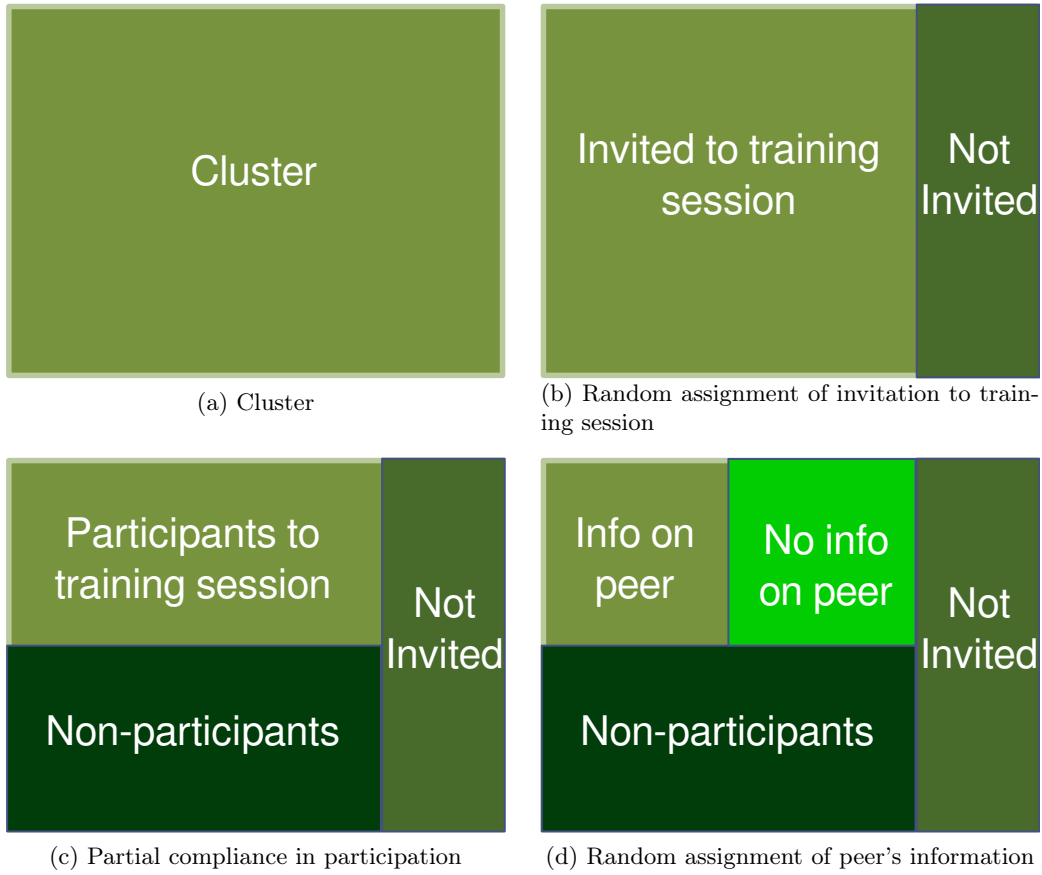 Cluster
Invited to training
session
Not
Invited
(a) Cluster
(b) Random assignment of invitation to train-
ing session
Participants to
training session
Not
Invited
Non-participants
Info on
peer
No info
on peer
Not
Invited
Non-participants
(c) Partial compliance in participation
(d) Random assignment of peer's information